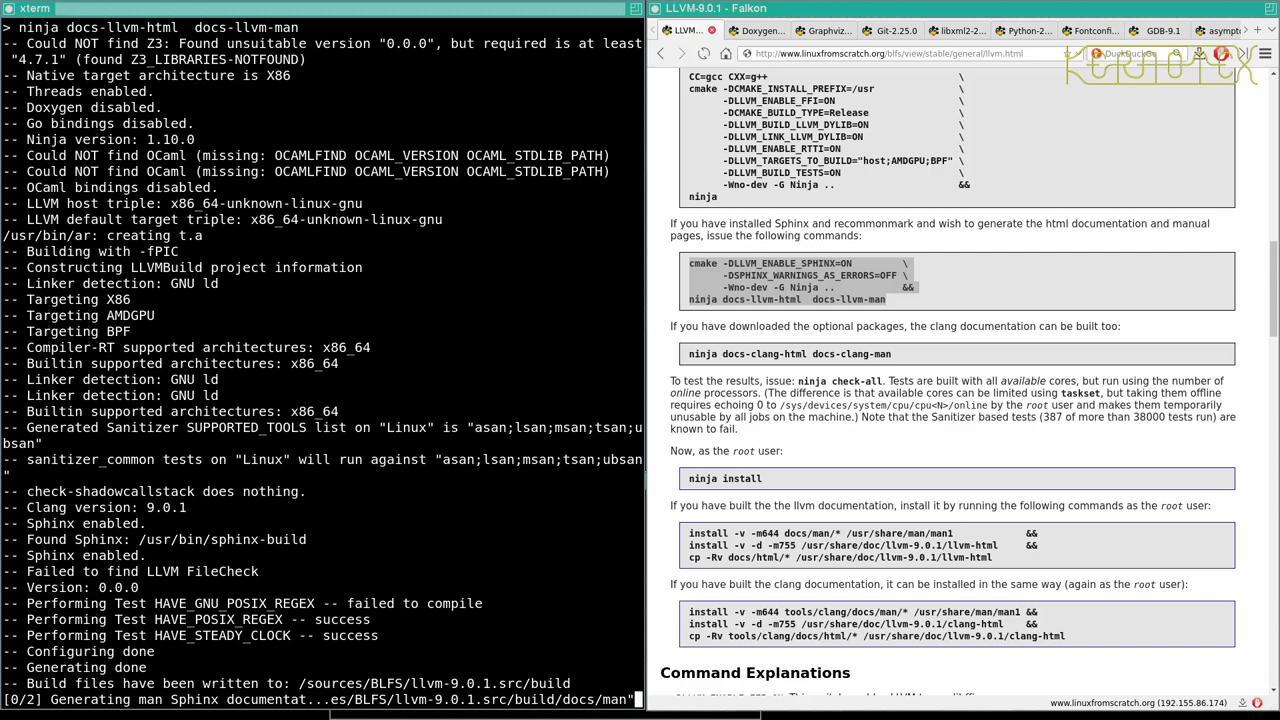 xterm
> ninja docs-llvm-html  docs-llvm-man
-- Could NOT find Z3: Found unsuitable version "0.0.0", but required is at least
 "4.7.1" (found Z3_LIBRARIES-NOTFOUND)
-- Native target architecture is X86
-- Threads enabled.
-- Doxygen disabled.
-- Go bindings disabled.
-- Ninja version: 1.10.0
-- Could NOT find OCaml (missing: OCAMLFIND OCAML_VERSION OCAML_STDLIB_PATH)
-- Could NOT find OCaml (missing: OCAMLFIND OCAML_VERSION OCAML_STDLIB_PATH)
-- OCaml bindings disabled.
-- LLVM host triple: x86_64-unknown-linux-gnu
-- LLVM default target triple: x86_64-unknown-linux-gnu
/usr/bin/ar: creating t.a
-- Building with -fPIC
-- Constructing LLVMBuild project information
-- Linker detection: GNU ld
-- Targeting X86
-- Targeting AMDGPU
-- Targeting BPF
-- Compiler-RT supported architectures: x86_64
-- Builtin supported architectures: x86_64
-- Linker detection: GNU ld
-- Linker detection: GNU ld
-- Builtin supported architectures: x86_64
-- Generated Sanitizer SUPPORTED_TOOLS list on "Linux" is "asan;lsan;msan;tsan;u
bsan"
-- sanitizer_common tests on "Linux" will run against "asan;lsan;msan;tsan;ubsan
"
-- check-shadowcallstack does nothing.
-- Clang version: 9.0.1
-- Sphinx enabled.
-- Found Sphinx: /usr/bin/sphinx-build
-- Sphinx enabled.
-- Failed to find LLVM FileCheck
-- Version: 0.0.0
-- Performing Test HAVE_GNU_POSIX_REGEX -- failed to compile
-- Performing Test HAVE_POSIX_REGEX -- success
-- Performing Test HAVE_STEADY_CLOCK -- success
-- Configuring done
-- Generating done
-- Build files have been written to: /sources/BLFS/llvm-9.0.1.src/build
[0/2] Generating man Sphinx documentat...es/BLFS/llvm-9.0.1.src/build/docs/man"
LLVM-9.0.1 - Falkon
LLVM... Doxygen... Graphviz... Git-2.25.0 libxml2-2... Python-2... Fontconfi... GDB-9.1 asympto
http://www.linuxfromscratch.org/blfs/view/stable/general/llvm.html DuckDuckGo
KERNOTEX
CC=gcc CXX=g++ \
cmake -DCMAKE_INSTALL_PREFIX=/usr \
-DLLVM_ENABLE_FFI=ON \
-DCMAKE_BUILD_TYPE=Release \
-DLLVM_BUILD_LLVM_DYLIB=ON \
-DLLVM_LINK_LLVM_DYLIB=ON \
-DLLVM_ENABLE_RTTI=ON \
-DLLVM_TARGETS_TO_BUILD="host;AMDGPU;BPF" \
-DLLVM_BUILD_TESTS=ON \
-Wno-dev -G Ninja .. &&
ninja
If you have installed Sphinx and recommonmark and wish to generate the html documentation and manual
pages, issue the following commands:
cmake -DLLVM_ENABLE_SPHINX=ON \
-DSPHINX_WARNINGS_AS_ERRORS=OFF \
-Wno-dev -G Ninja .. &&
ninja docs-llvm-html  docs-llvm-man
If you have downloaded the optional packages, the clang documentation can be built too:
ninja docs-clang-html docs-clang-man
To test the results, issue: ninja check-all. Tests are built with all available cores, but run using the number of
online processors. (The difference is that available cores can be limited using taskset, but taking them offline
requires echoing 0 to /sys/devices/system/cpu/cpu<N>/online by the root user and makes them temporarily
unusable by all jobs on the machine.) Note that the Sanitizer based tests (387 of more than 38000 tests run) are
known to fail.
Now, as the root user:
ninja install
If you have built the the llvm documentation, install it by running the following commands as the root user:
install -v -m644 docs/man/* /usr/share/man/man1 &&
install -v -d -m755 /usr/share/doc/llvm-9.0.1/llvm-html &&
cp -Rv docs/html/* /usr/share/doc/llvm-9.0.1/llvm-html
If you have built the clang documentation, it can be installed in the same way (again as the root user):
install -v -m644 tools/clang/docs/man/* /usr/share/man/man1 &&
install -v -d -m755 /usr/share/doc/llvm-9.0.1/clang-html &&
cp -Rv tools/clang/docs/html/* /usr/share/doc/llvm-9.0.1/clang-html
Command Explanations
www.linuxfromscratch.org (192.155.86.174)